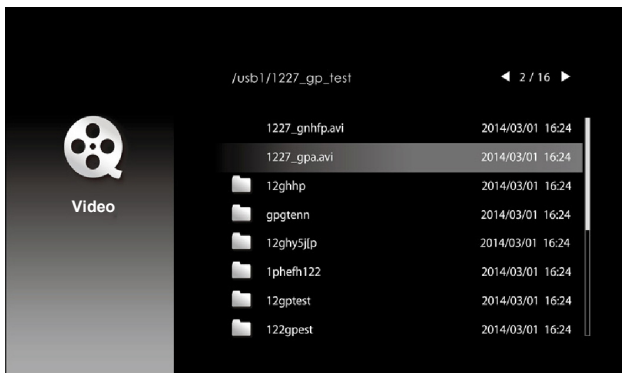 /usb1/1227_gp_test ◀ 2 / 16 ▶
1227_gnhfp.avi 2014/03/01 16:24
1227_gpa.avi 2014/03/01 16:24
12ghhp 2014/03/01 16:24
Video
gpgtenn 2014/03/01 16:24
12ghy5j[p 2014/03/01 16:24
1phefh122 2014/03/01 16:24
12gptest 2014/03/01 16:24
122gpest 2014/03/01 16:24